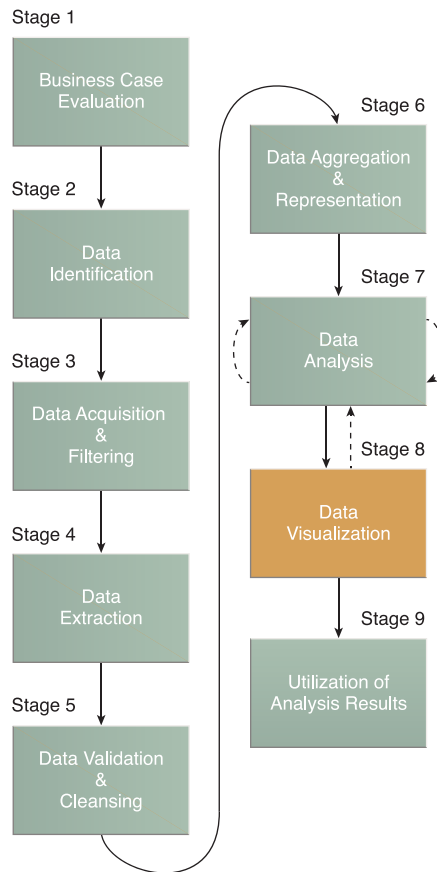 Stage 1
Business Case
Evaluation
Stage 2
Data
Identification
Stage 3
Data Acquisition
&
Filtering
Stage 4
Data
Extraction
Stage 5
Data Validation
&
Cleansing
Stage 6
Data Aggregation
&
Representation
Stage 7
Data
Analysis
Stage 8
Data
Visualization
Stage 9
Utilization of
Analysis Results